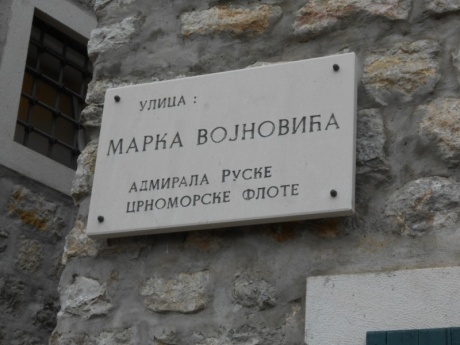 УЛИЦА :
МАРКА ВОЈНОВИЋА
АДМИРАЛА РУСКЕ
ЦРНОМОРСКЕ ФЛОТЕ